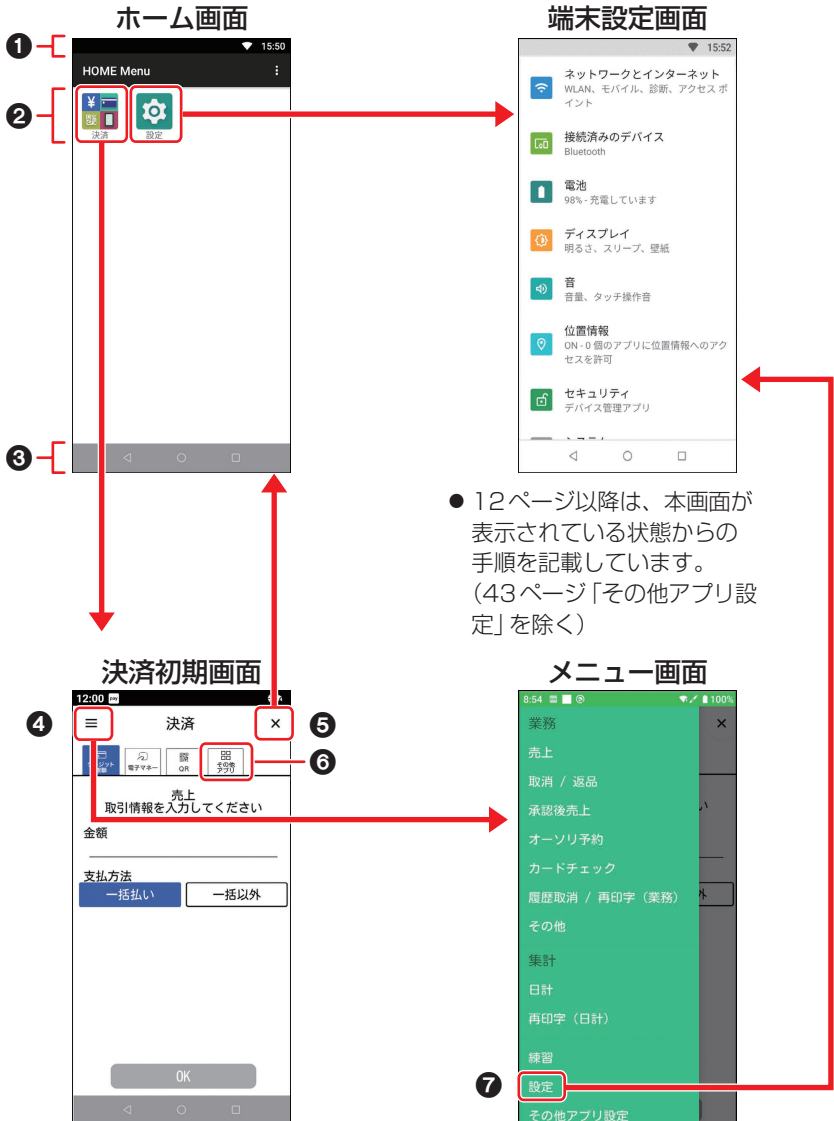 ホーム画面
❶
15:50
HOME Menu
❷
決済
設定
❸
端末設定画面
15:52
ネットワークとインターネット
WLAN、モバイル、診断、アクセス ポ
イント
接続済みのデバイス
Bluetooth
電池
98% - 充電しています
ディスプレイ
明るさ、スリープ、壁紙
音
音量、タッチ操作音
位置情報
ON - 0 個のアプリに位置情報へのアク
セスを許可
セキュリティ
デバイス管理アプリ
● 12ページ以降は、本画面が
表示されている状態からの
手順を記載しています。
（43ページ「その他アプリ設
定」を除く）
決済初期画面
12:00 pay
❹
決済
×
❺
電子マネー
QR
その他
アプリ
❻
売上
取引情報を入力してください
金額
支払方法
一括払い
一括以外
OK
メニュー画面
8:54
100%
業務
×
売上
取消 / 返品
い
承認後売上
オーソリ予約
カードチェック
履歴取消 / 再印字（業務）
外
その他
集計
日計
再印字（日計）
練習
❼
設定
その他アプリ設定